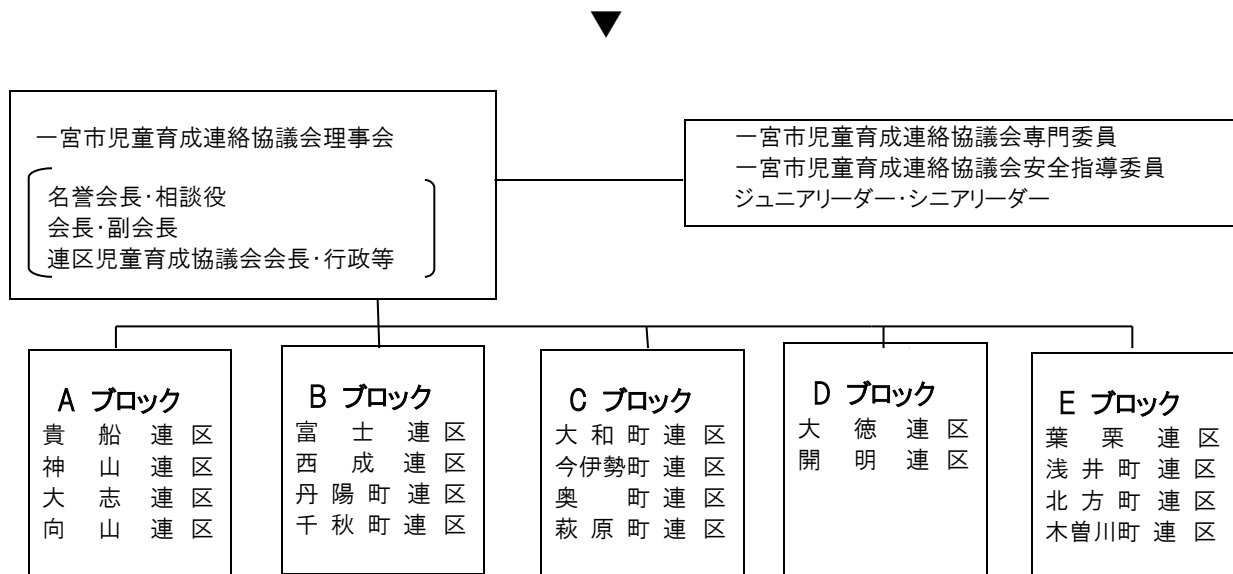 ▼
一宮市児童育成連絡協議会理事会
名誉会長・相談役
会長・副会長
連区児童育成協議会会長・行政等
一宮市児童育成連絡協議会専門委員
一宮市児童育成連絡協議会安全指導委員
ジュニアリーダー・シニアリーダー
A ブロック
貴船連区
神山連区
大志連区
向山連区
B ブロック
富士連区
西成連区
丹陽町連区
千秋町連区
C ブロック
大和町連区
今伊勢町連区
奥町連区
萩原町連区
D ブロック
大徳連区
開明連区
E ブロック
葉栗連区
浅井町連区
北方町連区
木曽川町連区